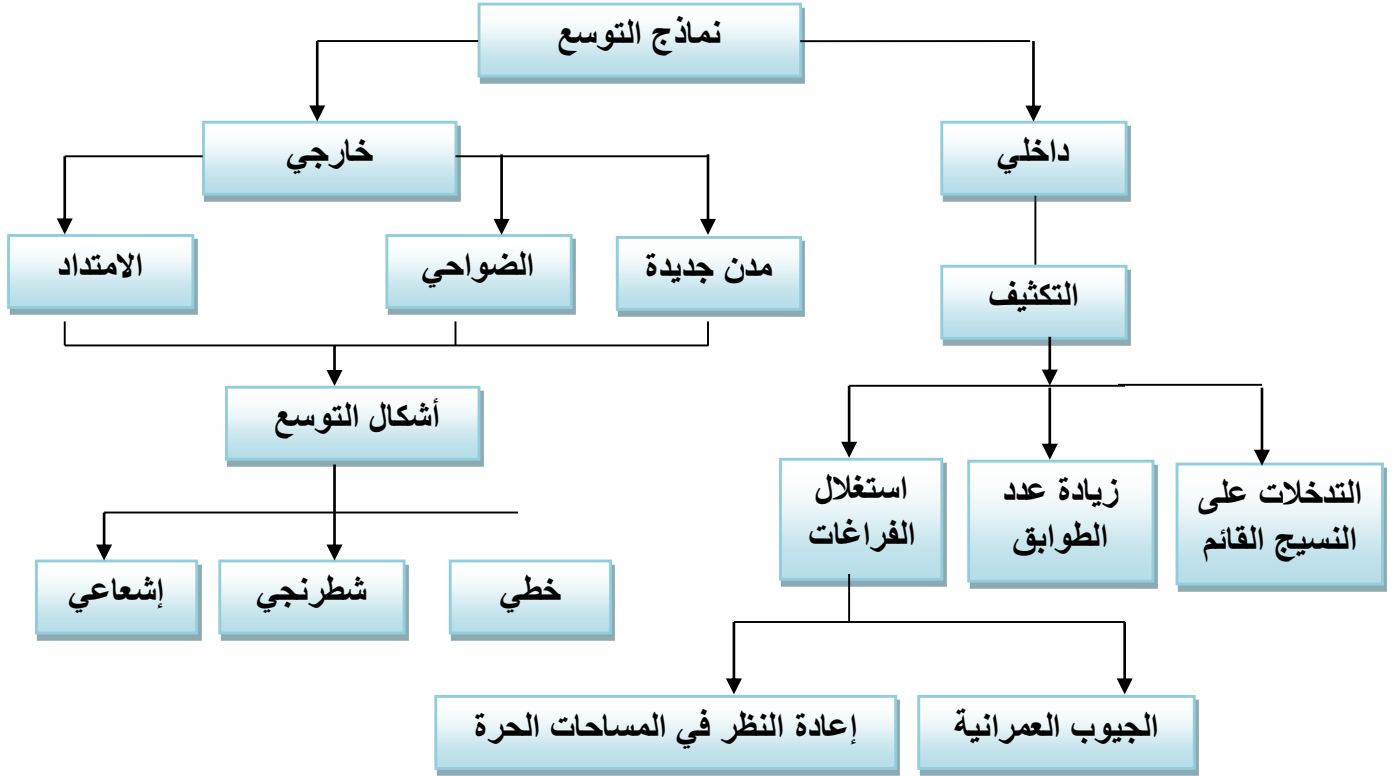 نماذج التوسع
داخلي
خارجي
مدن جديدة
الضواحي
الامتداد
التكثيف
أشكال التوسع
التدخلات على
النسيج القائم
زيادة عدد
الطوابق
استغلال
الفراغات
خطي
شطرنجي
إشعاعي
الجيوب العمرانية
إعادة النظر في المساحات الحرة